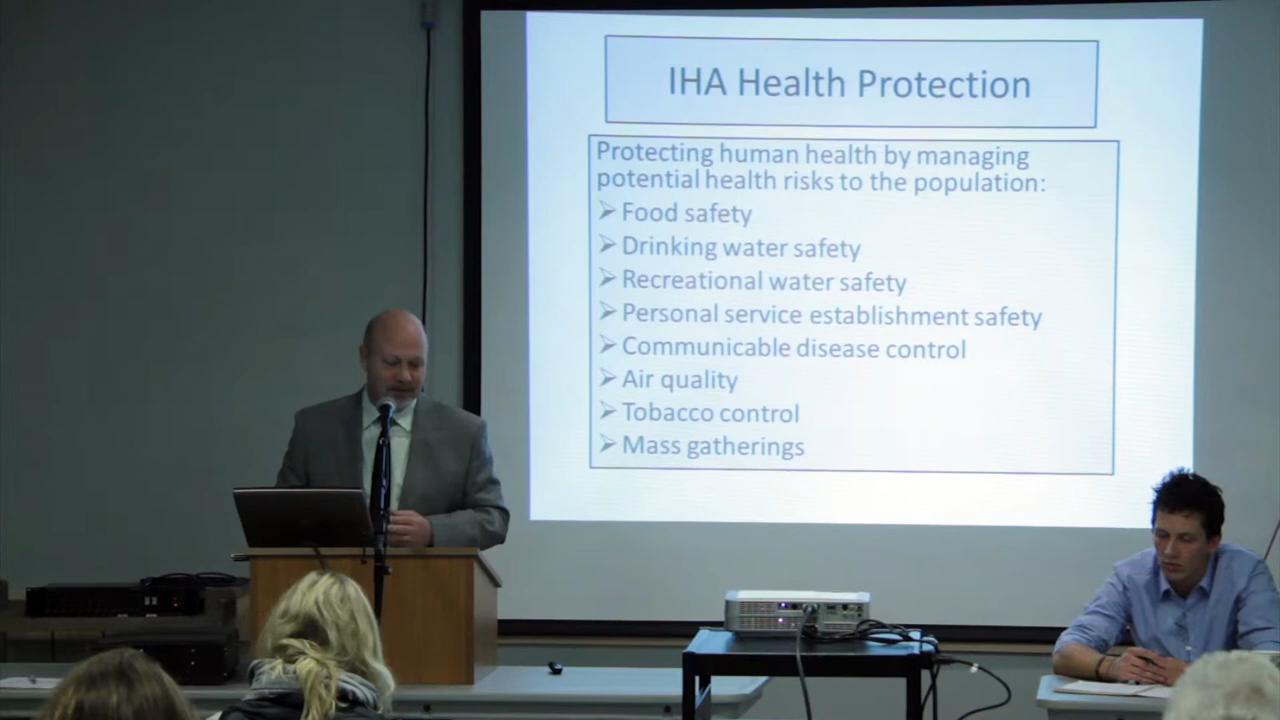 IHA Health Protection
Protecting human health by managing
potential health risks to the population:
➢ Food safety
➢ Drinking water safety
➢ Recreational water safety
➢ Personal service establishment safety
➢ Communicable disease control
➢ Air quality
➢ Tobacco control
➢ Mass gatherings